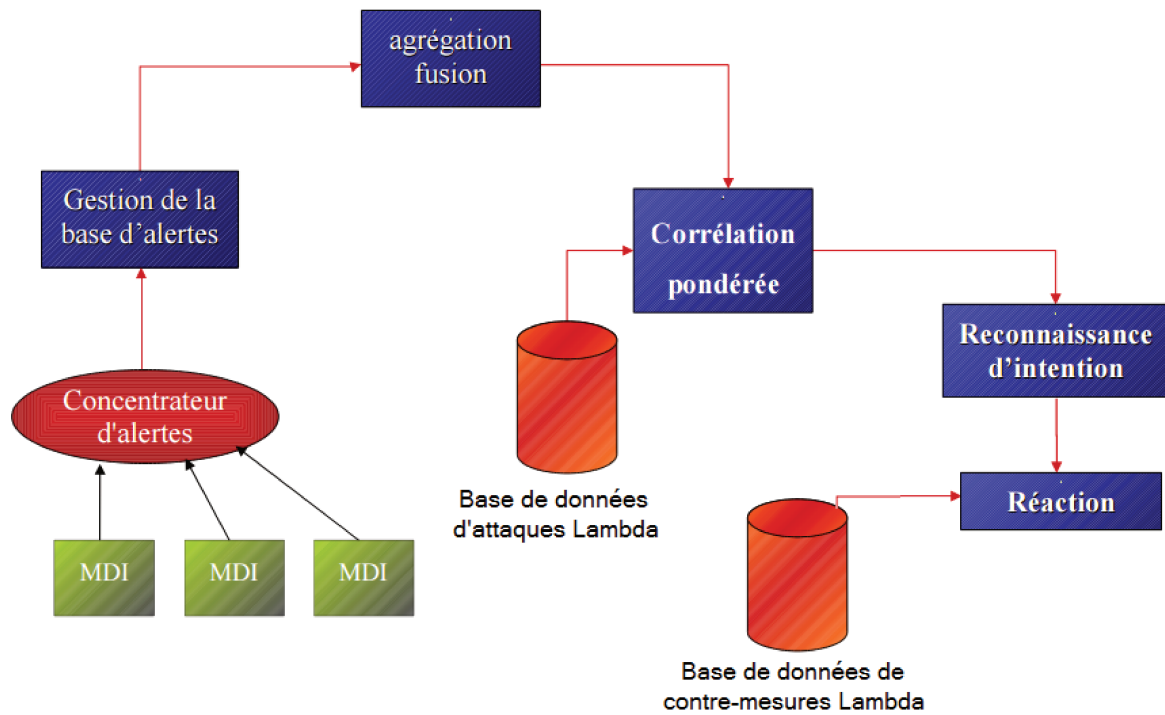 agrégation
fusion
Gestion de la
base d’alertes
Corrélation
pondérée
Reconnaissance
d’intention
Concentrateur
d'alertes
Réaction
Base de données
d'attaques Lambda
MDI
MDI
MDI
Base de données de
contre-mesures Lambda